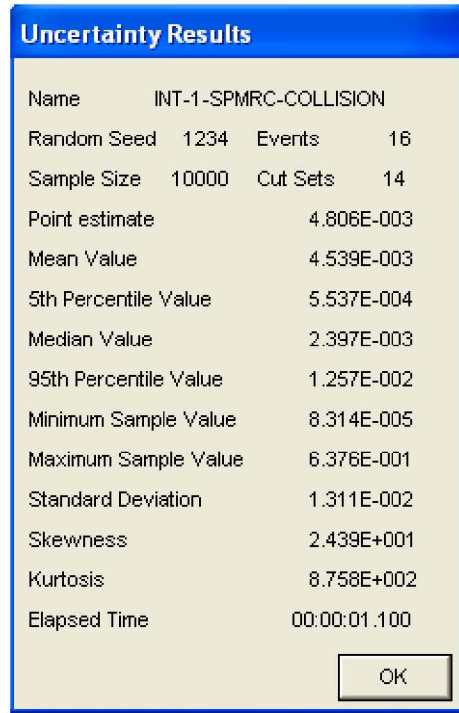 Uncertainty Results
Name INT-1-SPMRC-COLLISION
Random Seed 1234 Events 16
Sample Size 10000 Cut Sets 14
Point estimate 4.806E-003
Mean Value 4.539E-003
5th Percentile Value 5.537E-004
Median Value 2.397E-003
95th Percentile Value 1.257E-002
Minimum Sample Value 8.314E-005
Maximum Sample Value 6.376E-001
Standard Deviation 1.311E-002
Skewness 2.439E+001
Kurtosis 8.758E+002
Elapsed Time 00:00:01.100
OK